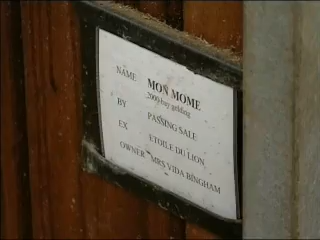 NAME MON MOME
2000 bay gelding
BY PASSING SALE
EX ETOILE DU LION
OWNER MRS VIDA BINGHAM